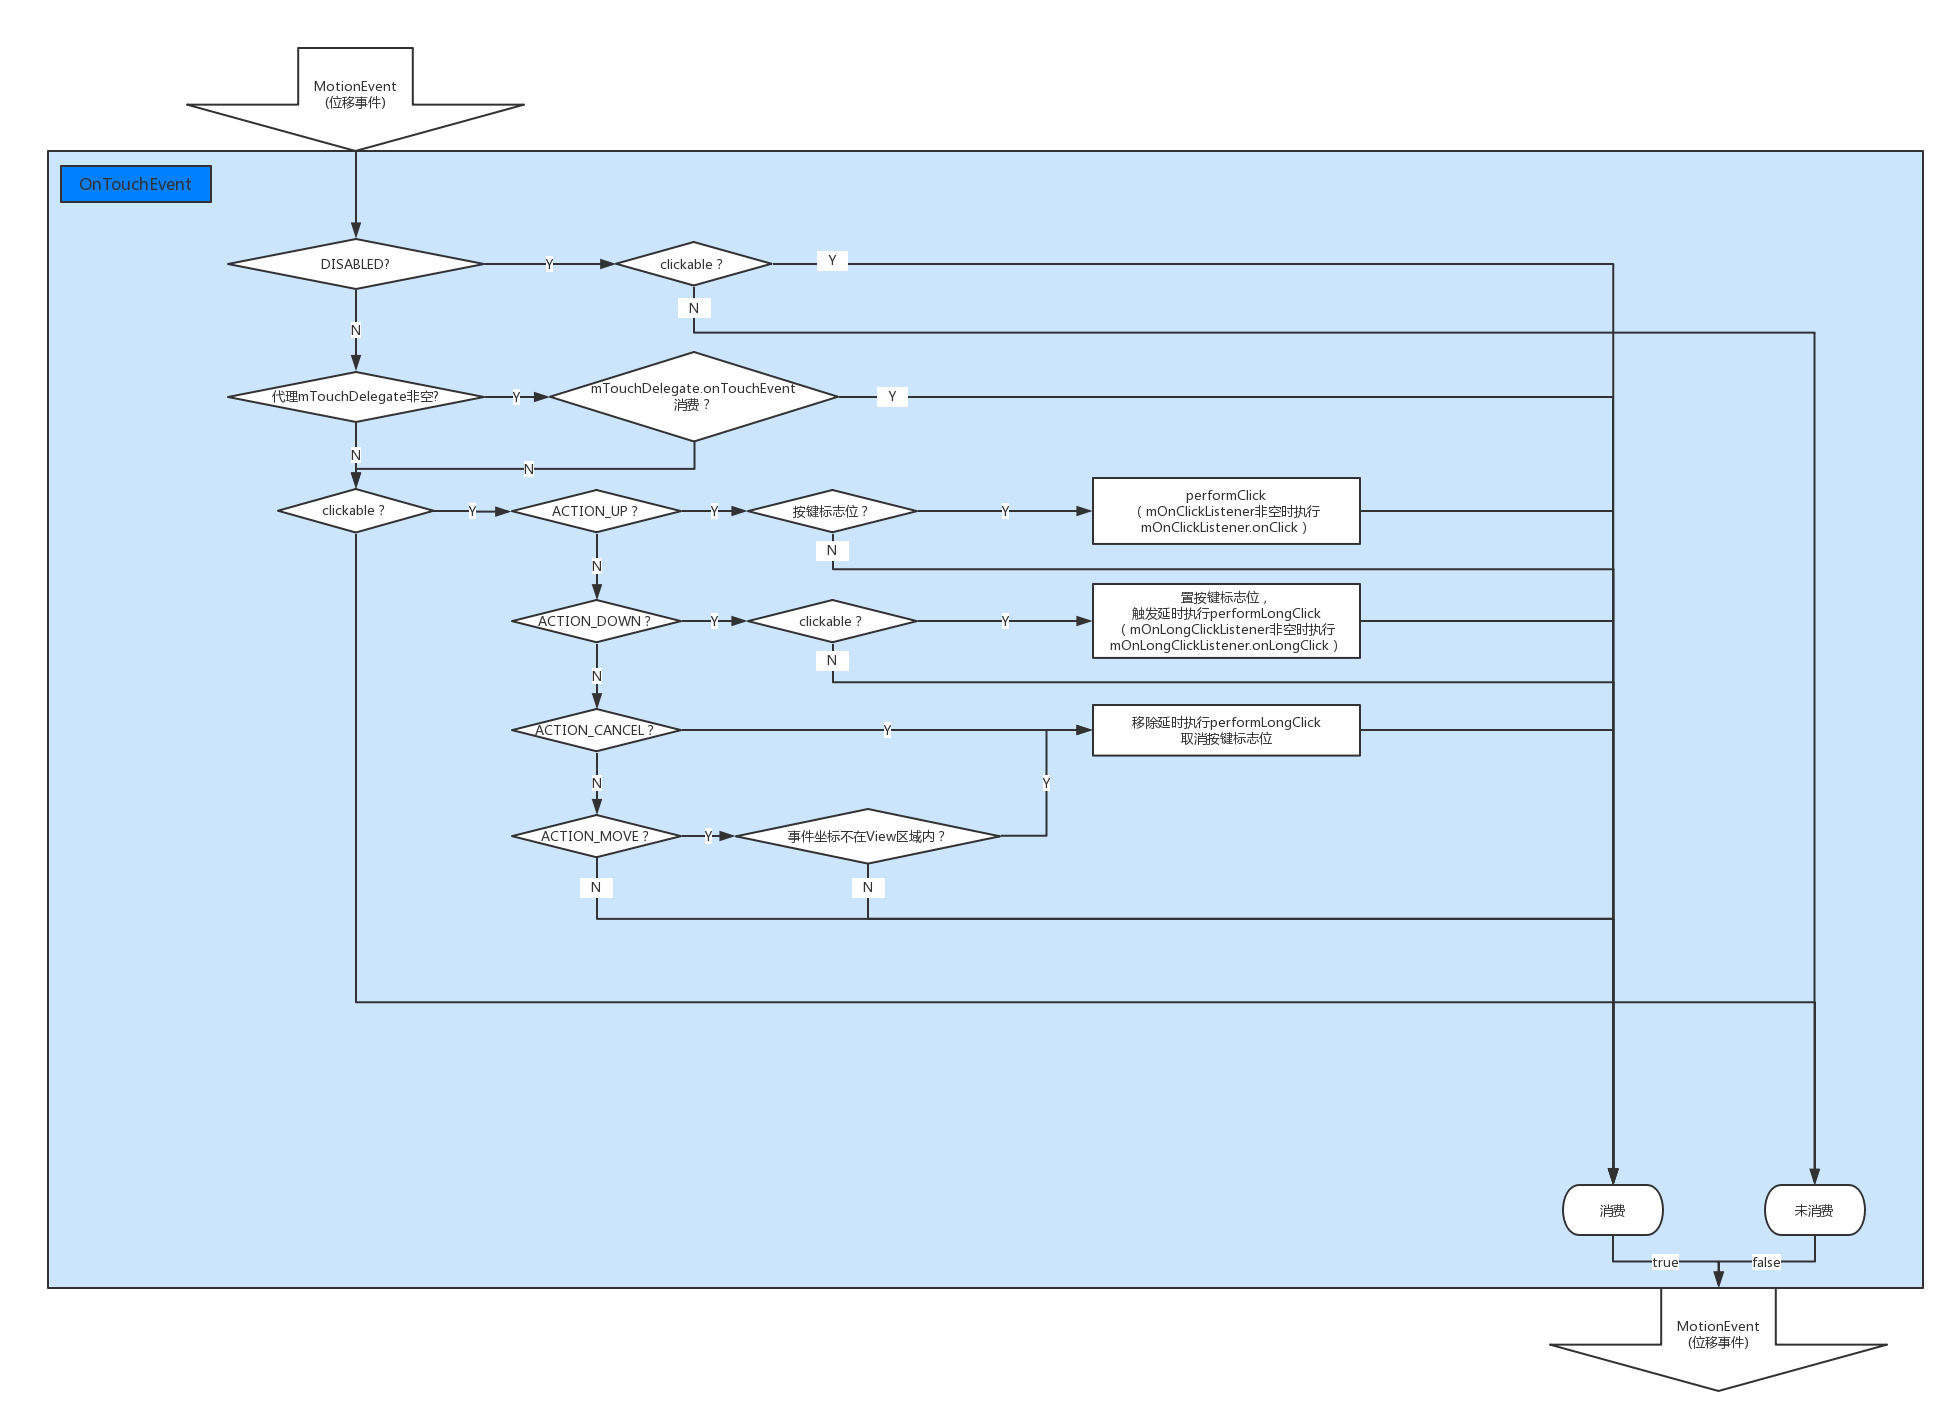 MotionEvent
(位移事件)
OnTouchEvent
DISABLED?
Y
clickable？
Y
N
N
代理mTouchDelegate非空?
Y
mTouchDelegate.onTouchEvent
消费？
Y
N
N
clickable？
Y
ACTION_UP？
Y
按键标志位？
Y
performClick
（mOnClickListener非空时执行
mOnClickListener.onClick）
N
N
ACTION_DOWN？
Y
clickable？
Y
置按键标志位，
触发延时执行performLongClick
（mOnLongClickListener非空时执行
mOnLongClickListener.onLongClick）
N
N
ACTION_CANCEL？
Y
移除延时执行performLongClick
取消按键标志位
N
Y
ACTION_MOVE？
Y
事件坐标不在View区域内？
N
N
消费
未消费
true
false
MotionEvent
(位移事件)